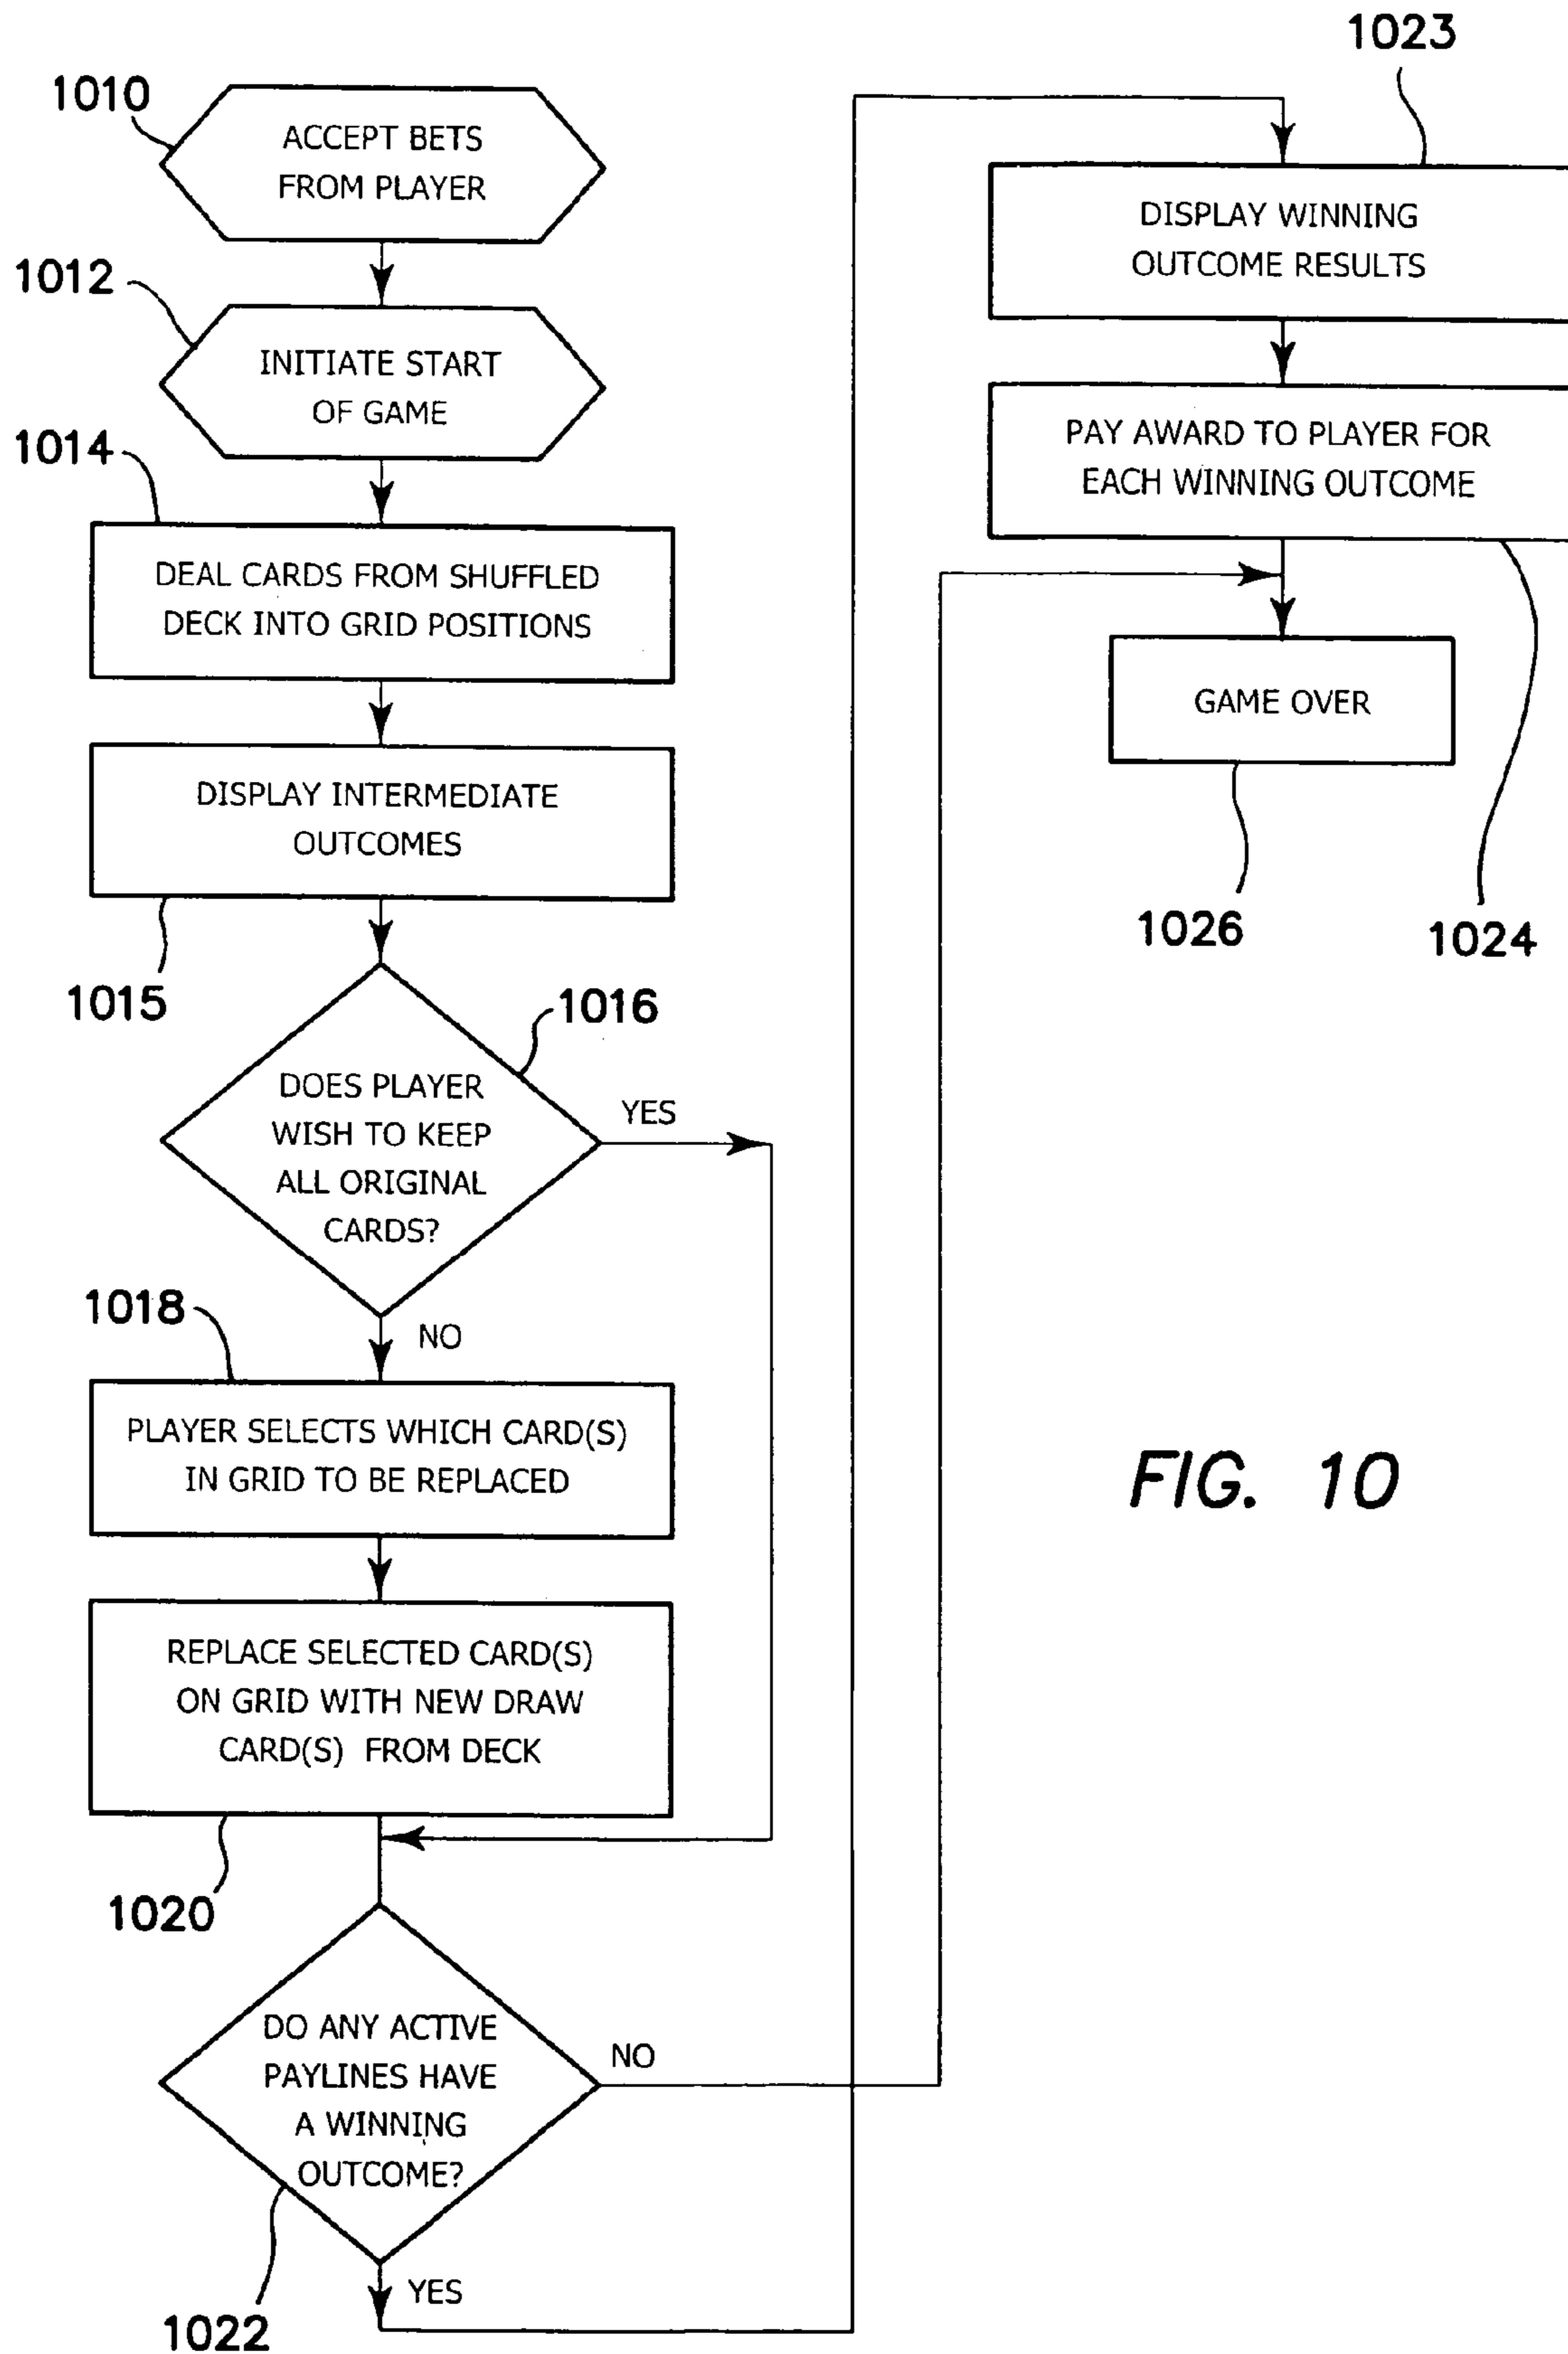 1010
ACCEPT BETS
FROM PLAYER
1012
INITIATE START
OF GAME
1014
DEAL CARDS FROM SHUFFLED
DECK INTO GRID POSITIONS
DISPLAY INTERMEDIATE
OUTCOMES
1015
1016
DOES PLAYER
WISH TO KEEP
ALL ORIGINAL
CARDS?
YES
NO
1018
PLAYER SELECTS WHICH CARD(S)
IN GRID TO BE REPLACED
REPLACE SELECTED CARD(S)
ON GRID WITH NEW DRAW
CARD(S) FROM DECK
1020
DO ANY ACTIVE
PAYLINES HAVE
A WINNING
OUTCOME?
NO
YES
1022
1023
DISPLAY WINNING
OUTCOME RESULTS
PAY AWARD TO PLAYER FOR
EACH WINNING OUTCOME
GAME OVER
1026
1024
FIG. 10